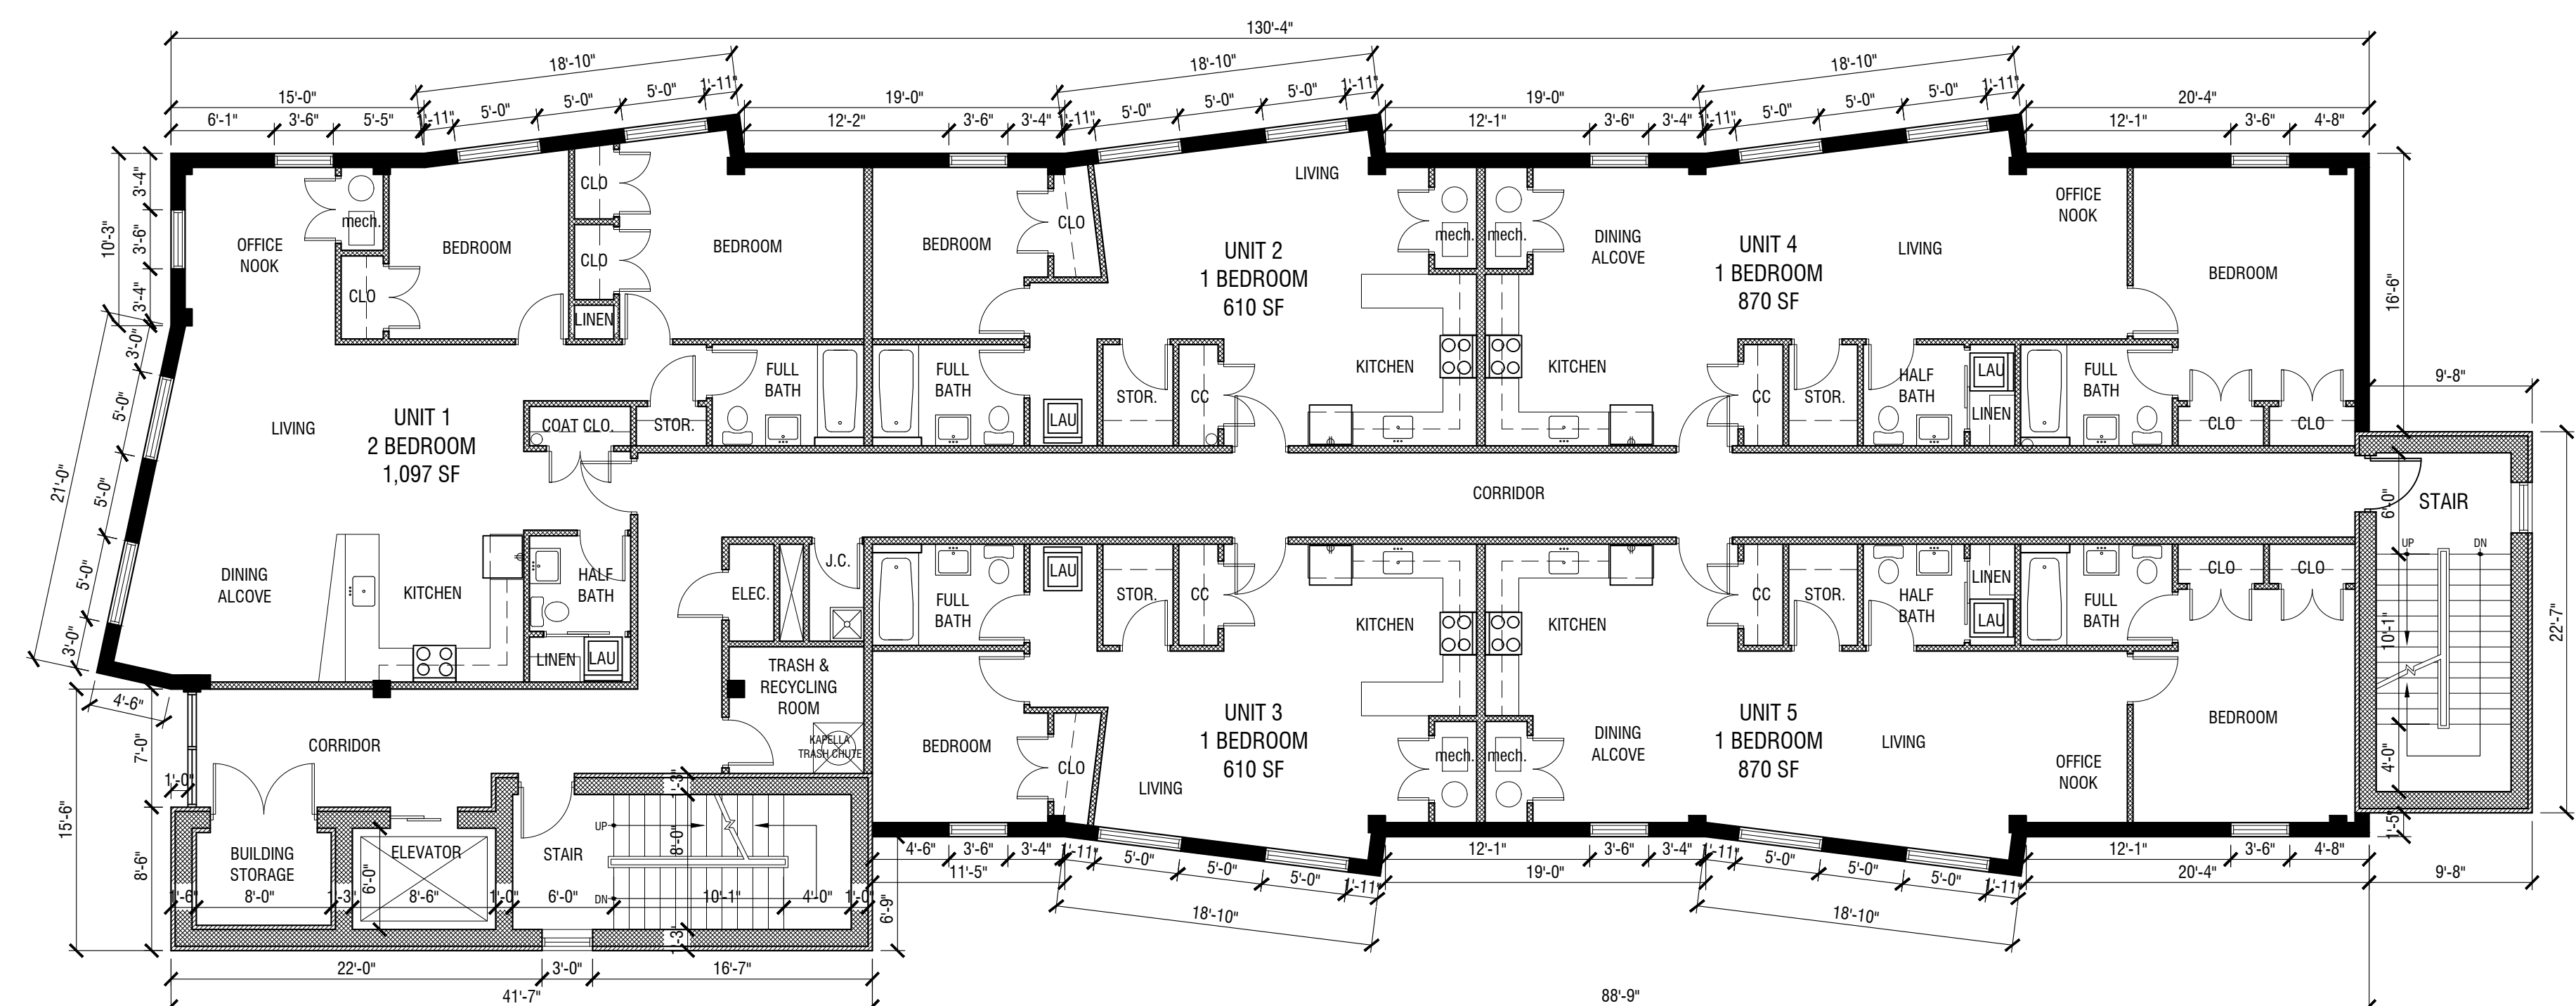 130'-4"
18'-10"
18'-10"
18'-10"
15'-0"
5'-0"
5'-0"
5'-0"
1'-11"
19'-0"
5'-0"
5'-0"
5'-0"
1'-11"
19'-0"
5'-0"
5'-0"
5'-0"
1'-11"
20'-4"
6'-1"
3'-6"
5'-5"
1'-11"
12'-2"
3'-6"
3'-4"
1'-11"
12'-1"
3'-6"
3'-4"
1'-11"
12'-1"
3'-6"
4'-8"
10'-3"
3'-4"
3'-6"
3'-4"
OFFICE
NOOK
mech.
CLO
BEDROOM
CLO
CLO
LINEN
BEDROOM
BEDROOM
CLO
LIVING
UNIT 2
1 BEDROOM
610 SF
mech.
mech.
DINING
ALCOVE
UNIT 4
1 BEDROOM
870 SF
LIVING
OFFICE
NOOK
BEDROOM
16'-6"
21'-0"
3'-0"
5'-0"
5'-0"
5'-0"
3'-0"
4'-6"
LIVING
UNIT 1
2 BEDROOM
1,097 SF
COAT CLO.
STOR.
FULL
BATH
FULL
BATH
LAU
STOR.
CC
KITCHEN
KITCHEN
CC
STOR.
HALF
BATH
LAU
LINEN
FULL
BATH
CLO
CLO
9'-8"
CORRIDOR
STAIR
6'-0"
UP
DN
10'-1"
4'-0"
22'-7"
1'-5"
DINING
ALCOVE
KITCHEN
HALF
BATH
LINEN
LAU
ELEC.
J.C.
TRASH &
RECYCLING
ROOM
KAPELLA
TRASH CHUTE
FULL
BATH
LAU
STOR.
CC
KITCHEN
KITCHEN
CC
STOR.
HALF
BATH
LINEN
LAU
FULL
BATH
CLO
CLO
BEDROOM
CLO
LIVING
UNIT 3
1 BEDROOM
610 SF
mech.
mech.
DINING
ALCOVE
UNIT 5
1 BEDROOM
870 SF
LIVING
OFFICE
NOOK
BEDROOM
CORRIDOR
7'-0"
1'-0"
15'-6"
8'-6"
BUILDING
STORAGE
ELEVATOR
6'-0"
STAIR
UP
DN
1'-3"
8'-0"
1'-3"
1'-6"
8'-0"
1'-3"
8'-6"
1'-0"
6'-0"
10'-1"
4'-0"
1'-0"
6'-9"
4'-6"
3'-6"
3'-4"
1'-11"
5'-0"
5'-0"
5'-0"
1'-11"
12'-1"
3'-6"
3'-4"
1'-11"
5'-0"
5'-0"
5'-0"
1'-11"
12'-1"
3'-6"
4'-8"
11'-5"
19'-0"
20'-4"
9'-8"
18'-10"
18'-10"
22'-0"
3'-0"
16'-7"
41'-7"
88'-9"